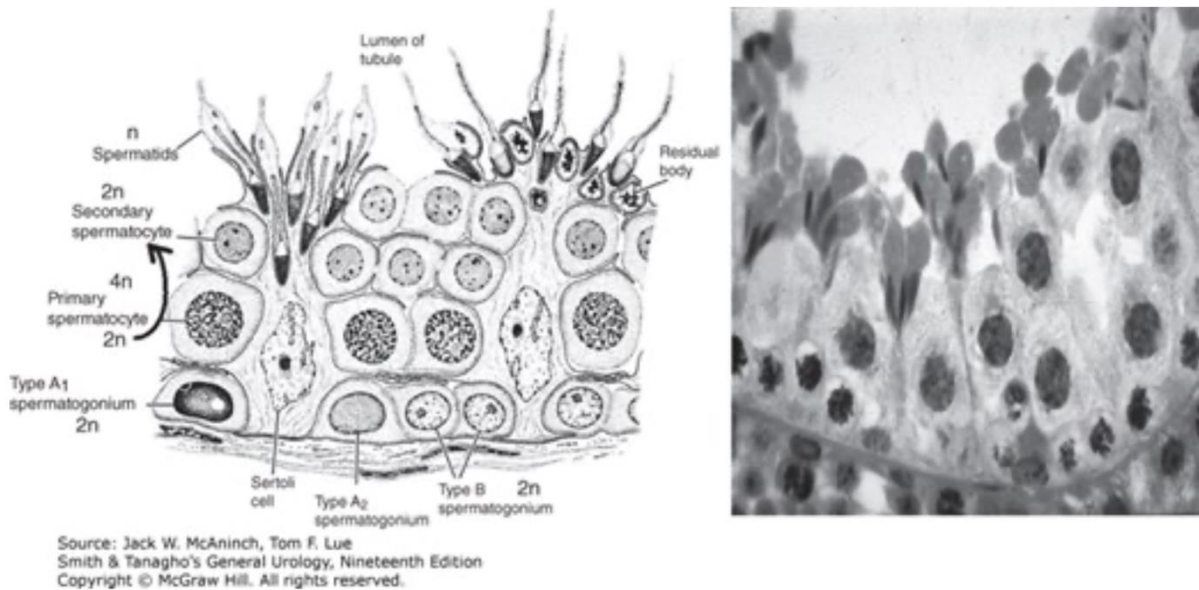 Lumen of
tubule
n
Spermatids
Residual
body
2n
Secondary
spermatocyte
4n
Primary
spermatocyte
2n
Type A1
spermatogonium
2n
Sertoli
cell
Type A2
spermatogonium
Type B
spermatogonium
2n
Source: Jack W. McAninch, Tom F. Lue
Smith & Tanagho's General Urology, Nineteenth Edition
Copyright © McGraw Hill. All rights reserved.